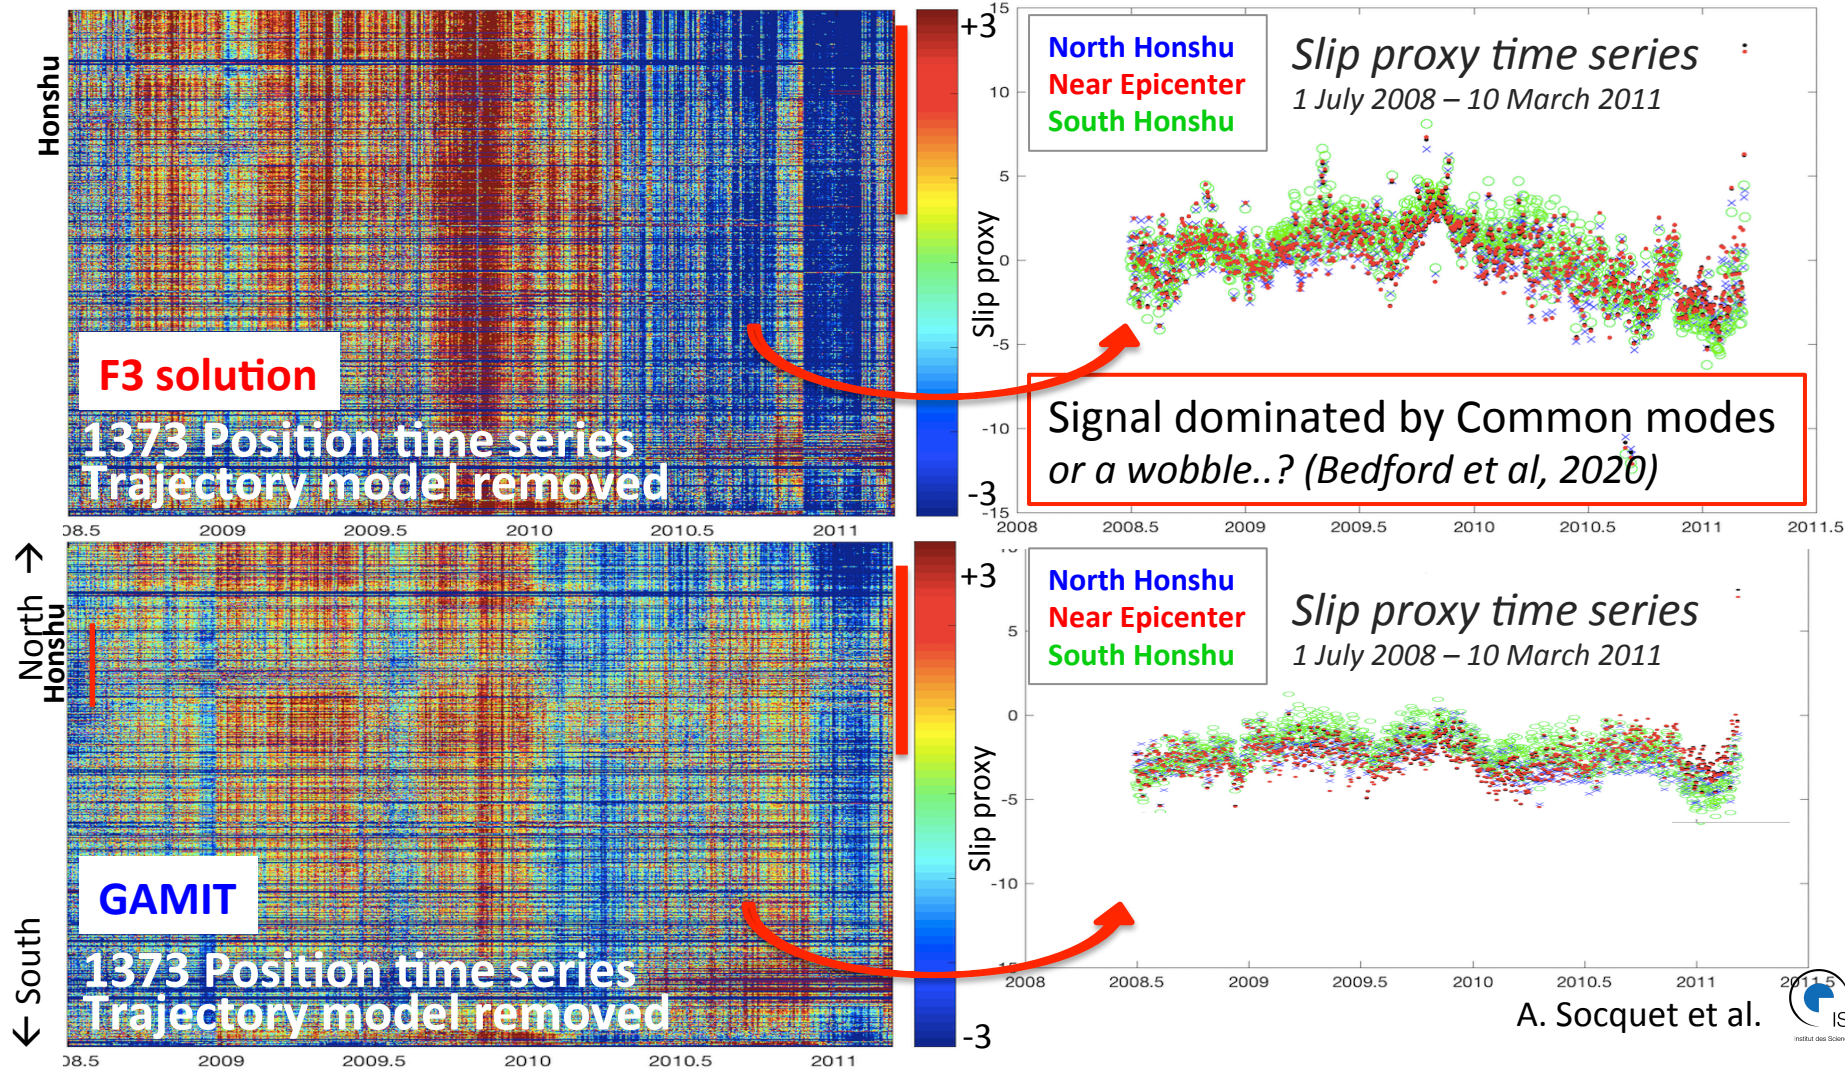 Honshu
F3 solution
1373 Position time series
Trajectory model removed
08.5 2009 2009.5 2010 2010.5 2011
+3
Slip proxy
-3
15
10
5
0
-5
-10
-15
2008 2008.5 2009 2009.5 2010 2010.5 2011 2011.5
North Honshu
Near Epicenter
South Honshu
Slip proxy time series
1 July 2008 – 10 March 2011
Signal dominated by Common modes
or a wobble..? (Bedford et al, 2020)
← South North →
Honshu
GAMIT
1373 Position time series
Trajectory model removed
08.5 2009 2009.5 2010 2010.5 2011
+3
Slip proxy
-3
5
0
-5
-10
2008 2008.5 2009 2009.5 2010 2010.5 2011 2011.5
North Honshu
Near Epicenter
South Honshu
Slip proxy time series
1 July 2008 – 10 March 2011
A. Socquet et al.
IS
Institut des Scien